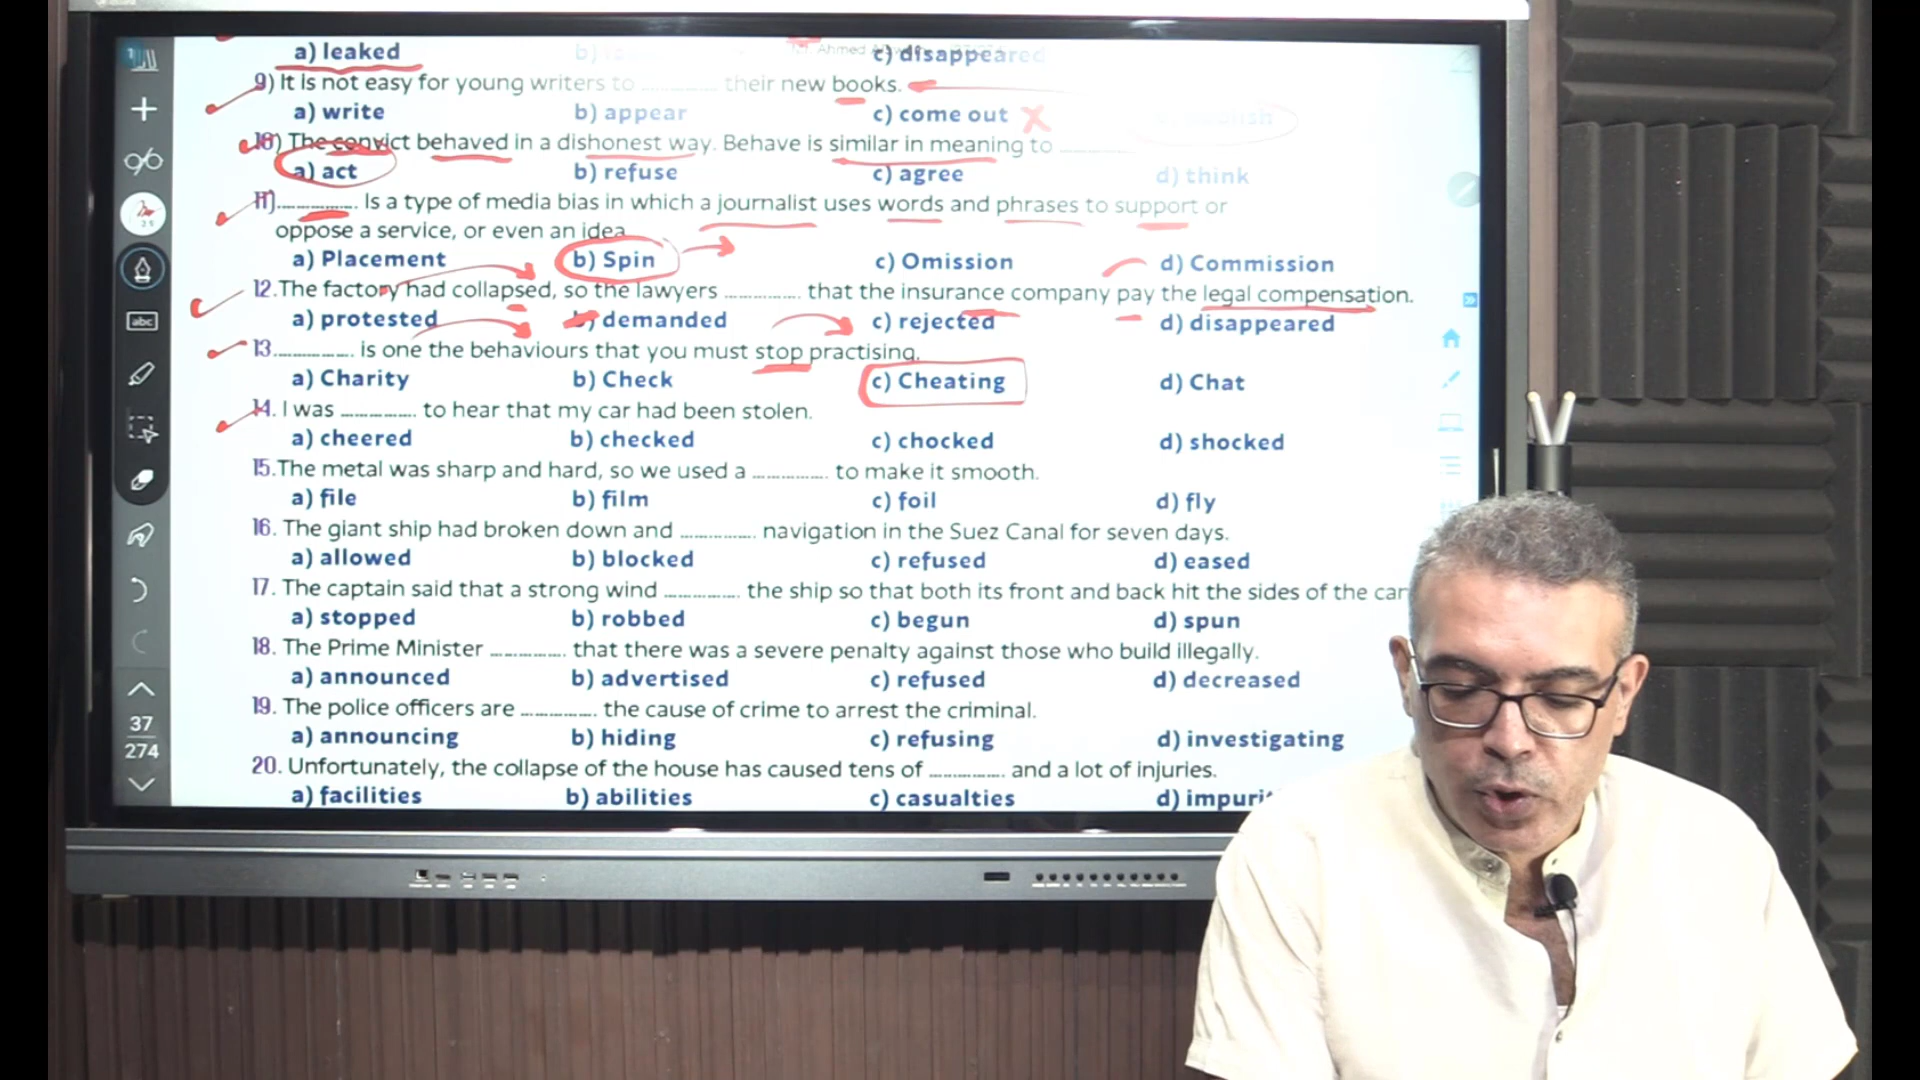 a) leaked c) disappeared
9) It is not easy for young writers to ............... their new books.
a) write b) appear c) come out
10) The convict behaved in a dishonest way. Behave is similar in meaning to ...............
a) act b) refuse c) agree d) think
11)............... Is a type of media bias in which a journalist uses words and phrases to support or
oppose a service, or even an idea
a) Placement b) Spin c) Omission d) Commission
12.The factory had collapsed, so the lawyers ............... that the insurance company pay the legal compensation.
a) protested b) demanded c) rejected d) disappeared
13................ is one the behaviours that you must stop practising.
a) Charity b) Check c) Cheating d) Chat
14. I was ............... to hear that my car had been stolen.
a) cheered b) checked c) chocked d) shocked
15.The metal was sharp and hard, so we used a ............... to make it smooth.
a) file b) film c) foil d) fly
16. The giant ship had broken down and ............... navigation in the Suez Canal for seven days.
a) allowed b) blocked c) refused d) eased
17. The captain said that a strong wind ............... the ship so that both its front and back hit the sides of the
a) stopped b) robbed c) begun d) spun
18. The Prime Minister ............... that there was a severe penalty against those who build illegally.
a) announced b) advertised c) refused d) decreased
19. The police officers are ............... the cause of crime to arrest the criminal.
a) announcing b) hiding c) refusing d) investigating
20. Unfortunately, the collapse of the house has caused tens of ............... and a lot of injuries.
a) facilities b) abilities c) casualties d)
abc
37
274